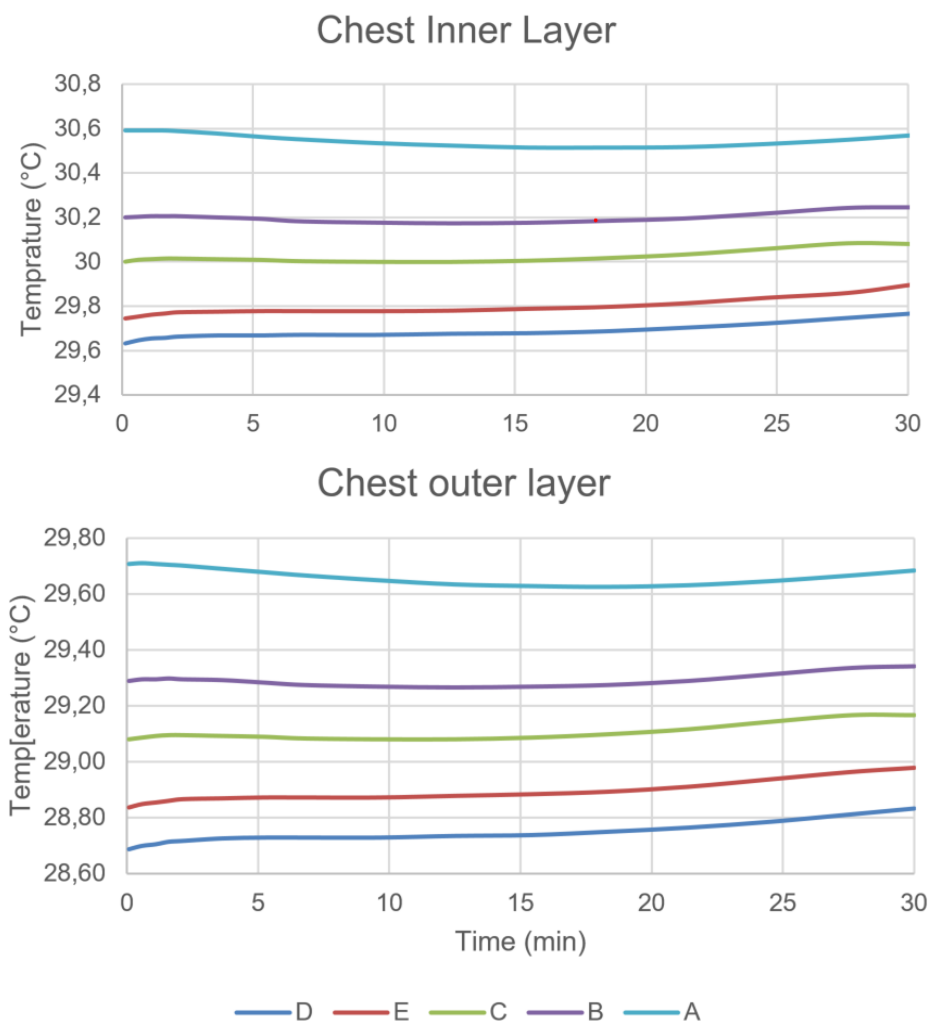 Chest Inner Layer
30,8
30,6
30,4
30,2
30
29,8
29,6
29,4
Temprature (°C)
0 5 10 15 20 25 30
Chest outer layer
29,80
29,60
29,40
29,20
29,00
28,80
28,60
Temp[erature (°C)
0 5 10 15 20 25 30
Time (min)
D E C B A